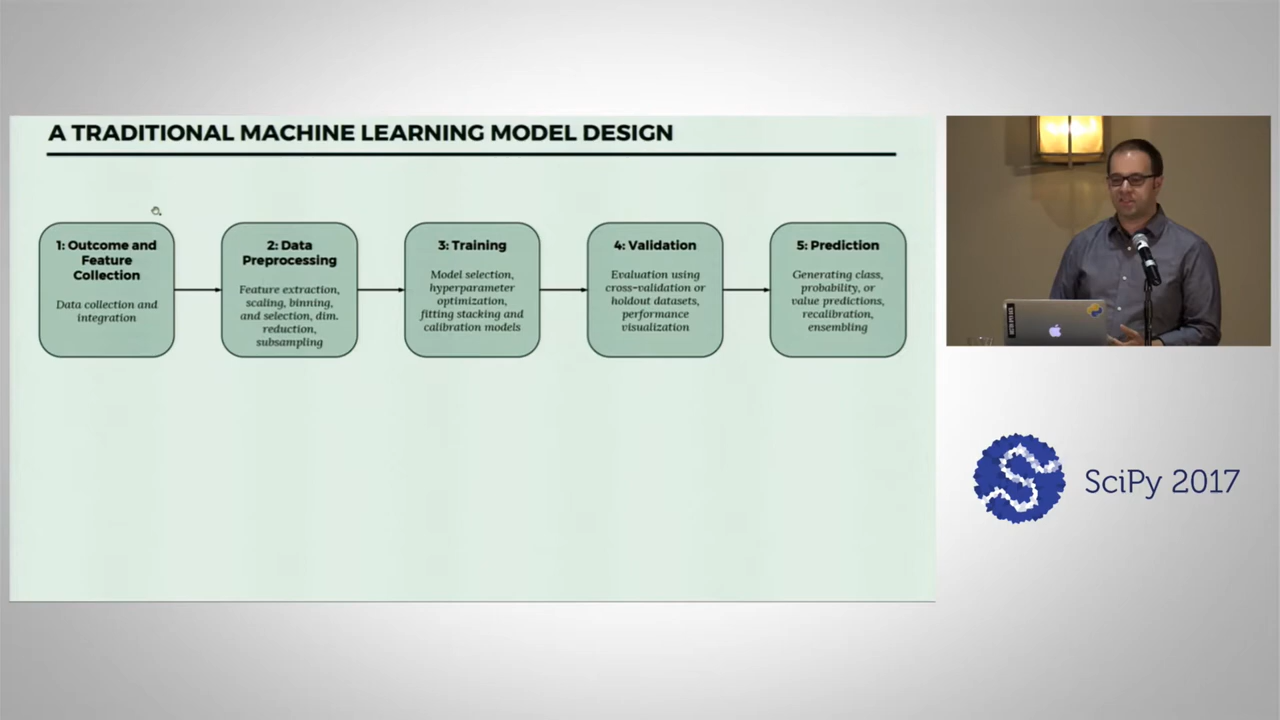 A TRADITIONAL MACHINE LEARNING MODEL DESIGN
1: Outcome and
Feature
Collection
Data collection and
integration
2: Data
Preprocessing
Feature extraction,
scaling, binning,
and selection, dim.
reduction,
subsampling
3: Training
Model selection,
hyperparameter
optimization,
fitting stacking and
calibration models
4: Validation
Evaluation using
cross-validation or
holdout datasets,
performance
visualization
5: Prediction
Generating class,
probability, or
value predictions,
recalibration,
ensembling
SciPy 2017